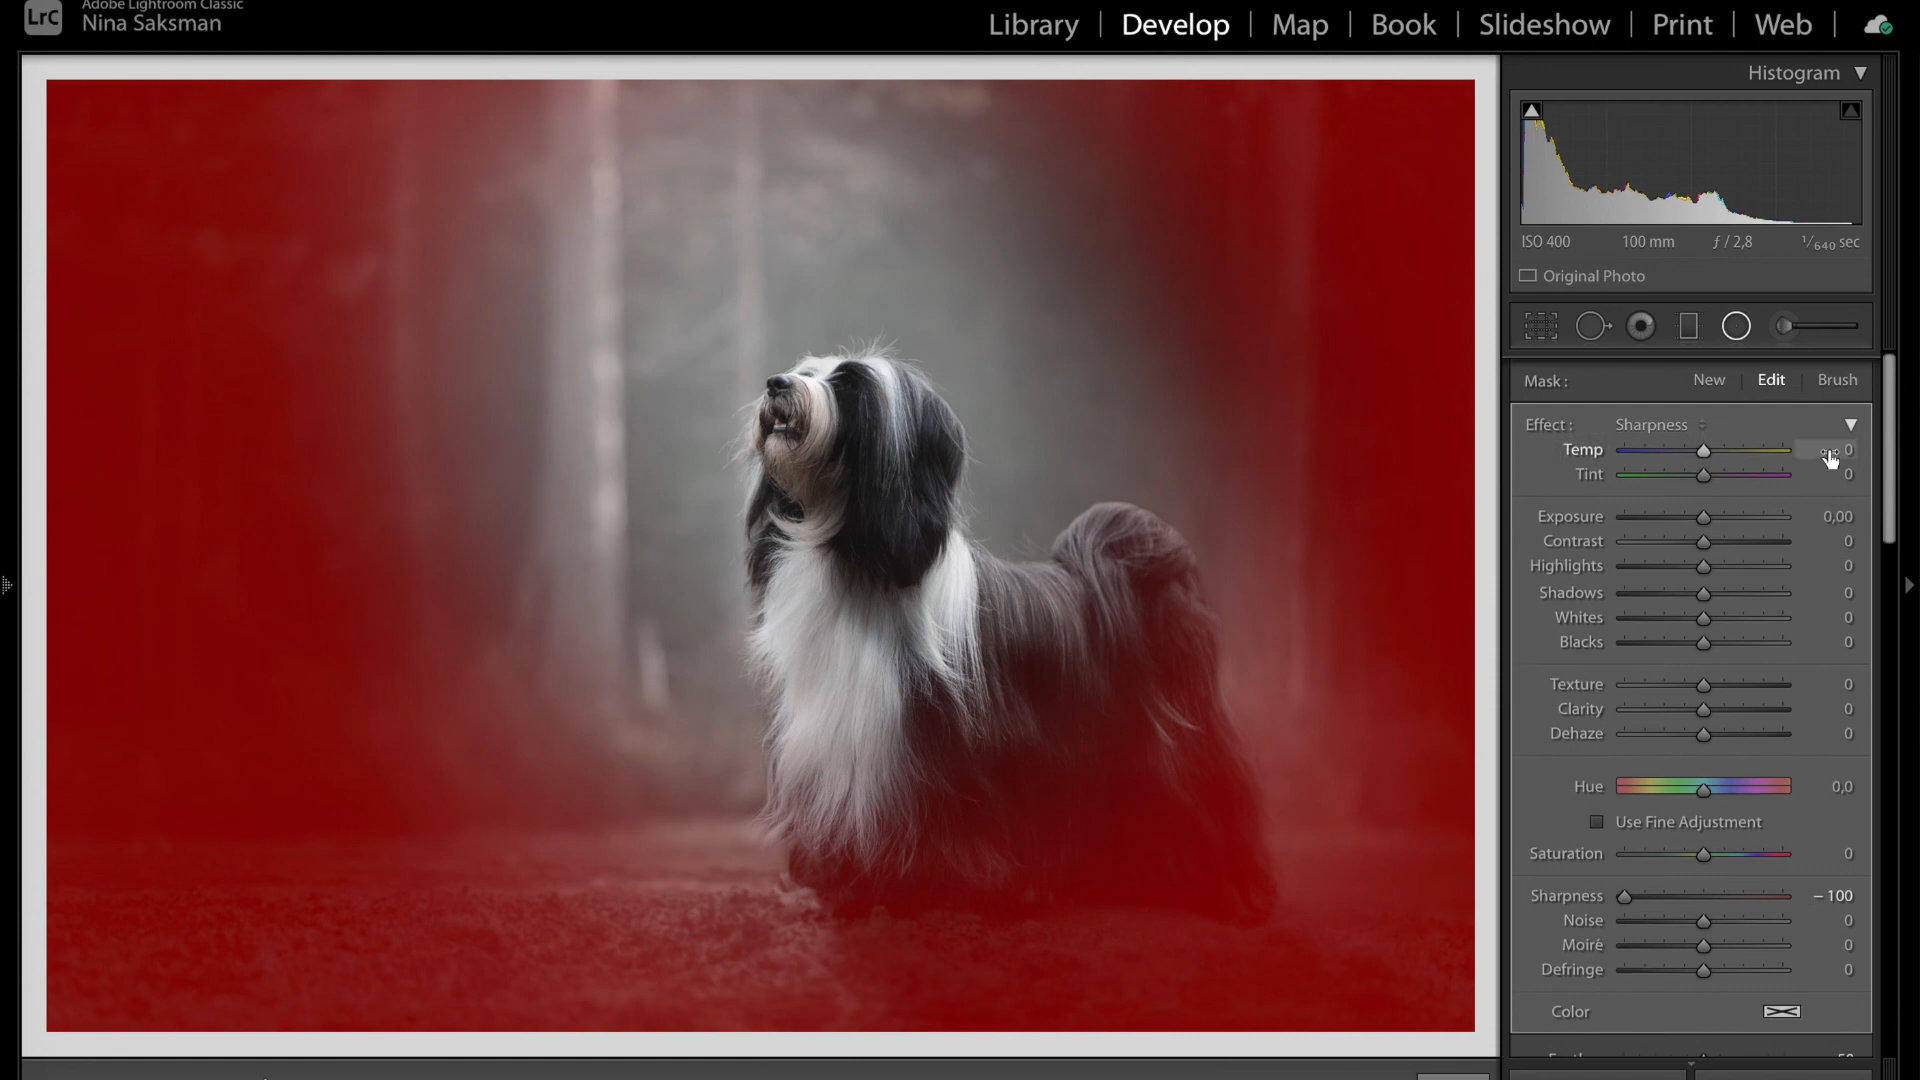 LrC
Adobe Lightroom Classic
Nina Saksman
Library | Develop | Map | Book | Slideshow | Print | Web |
Histogram
ISO 400 100 mm ƒ / 2,8 1/640 sec
Original Photo
Mask : New | Edit | Brush
Effect : Sharpness
Temp 0
Tint 0
Exposure 0,00
Contrast 0
Highlights 0
Shadows 0
Whites 0
Blacks 0
Texture 0
Clarity 0
Dehaze 0
Hue 0,0
Use Fine Adjustment
Saturation 0
Sharpness – 100
Noise 0
Moiré 0
Defringe 0
Color